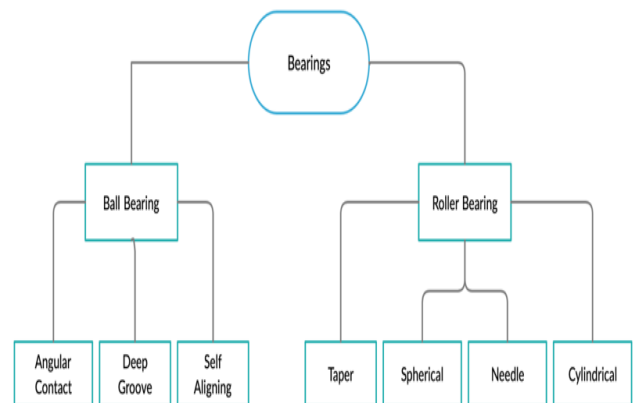 Bearings
Ball Bearing
Roller Bearing
Angular
Contact
Deep
Groove
Self
Aligning
Taper
Spherical
Needle
Cylindrical